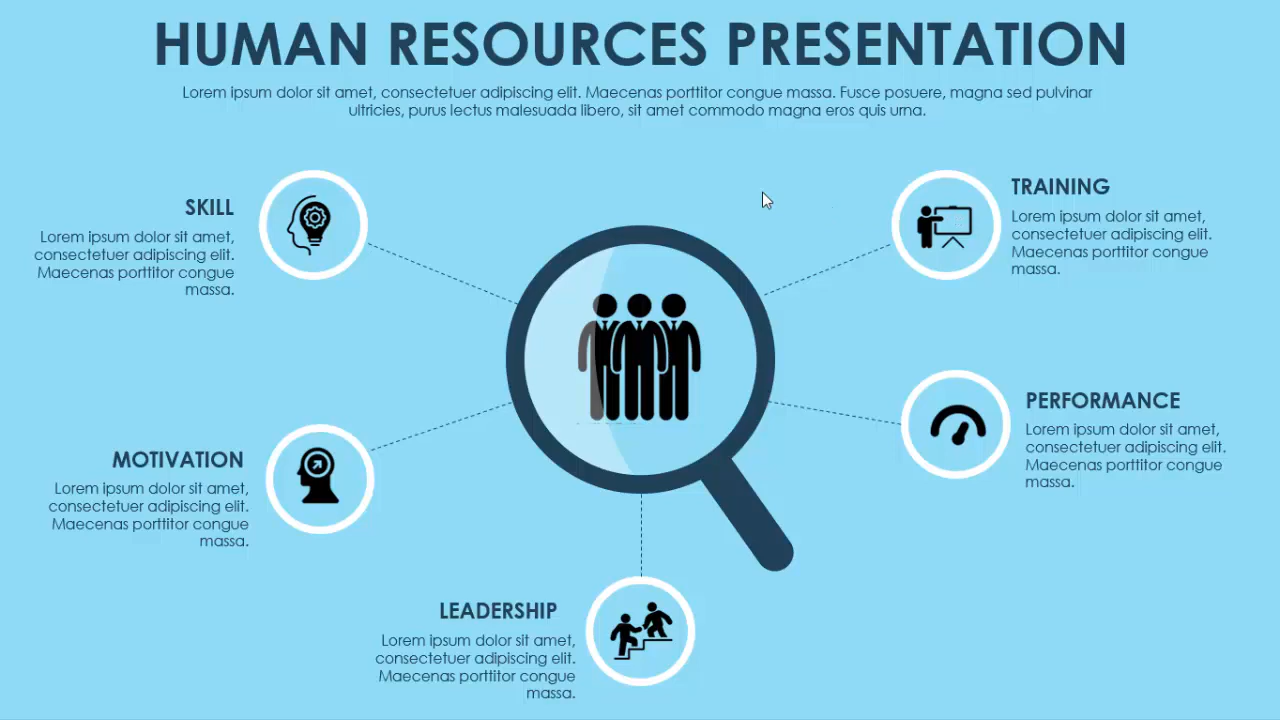 HUMAN RESOURCES PRESENTATION
Lorem ipsum dolor sit amet, consectetuer adipiscing elit. Maecenas porttitor congue massa. Fusce posuere, magna sed pulvinar
ultricies, purus lectus malesuada libero, sit amet commodo magna eros quis urna.
SKILL
Lorem ipsum dolor sit amet,
consectetuer adipiscing elit.
Maecenas porttitor congue
massa.
TRAINING
Lorem ipsum dolor sit amet,
consectetuer adipiscing elit.
Maecenas porttitor congue
massa.
MOTIVATION
Lorem ipsum dolor sit amet,
consectetuer adipiscing elit.
Maecenas porttitor congue
massa.
PERFORMANCE
Lorem ipsum dolor sit amet,
consectetuer adipiscing elit.
Maecenas porttitor congue
massa.
LEADERSHIP
Lorem ipsum dolor sit amet,
consectetuer adipiscing elit.
Maecenas porttitor congue
massa.